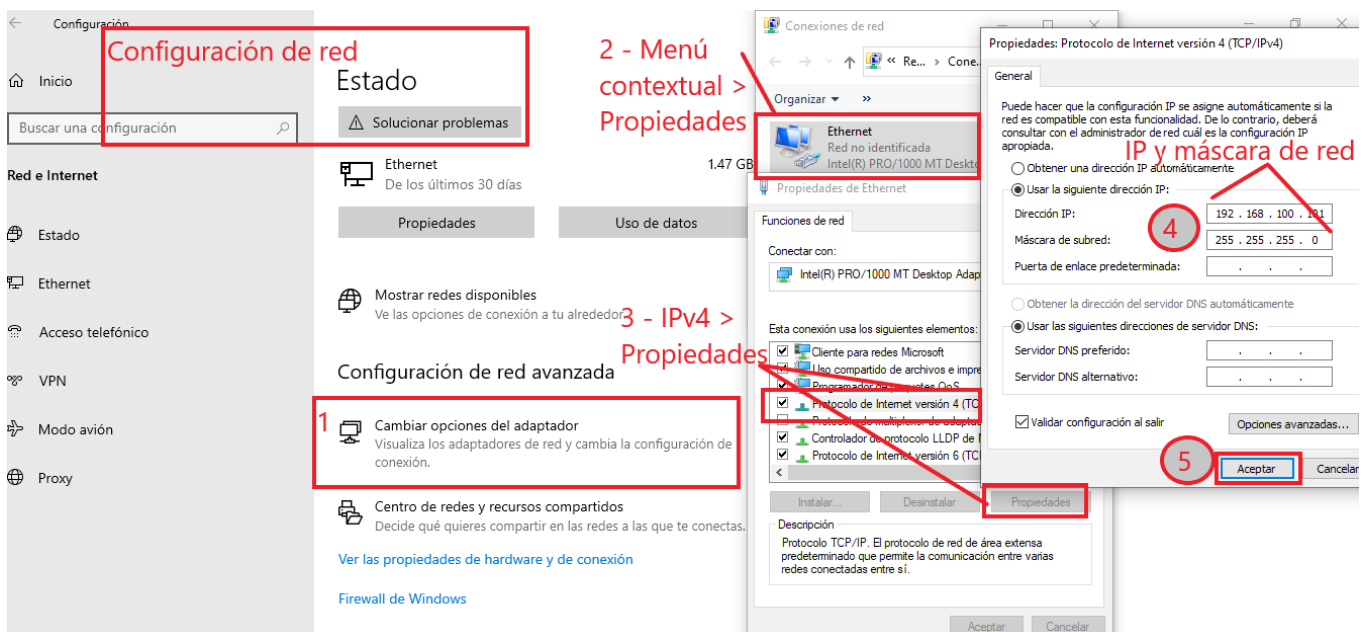 Configuración
Configuración de red
Inicio
Buscar una configuración
Red e Internet
Estado
Ethernet
Acceso telefónico
VPN
Modo avión
Proxy
Estado
Solucionar problemas
Ethernet
De los últimos 30 días
1.47 GB
Propiedades
Uso de datos
Mostrar redes disponibles
Ve las opciones de conexión a tu alrededor.
Configuración de red avanzada
1
Cambiar opciones del adaptador
Visualiza los adaptadores de red y cambia la configuración de
conexión.
Centro de redes y recursos compartidos
Decide qué quieres compartir en las redes a las que te conectas.
Ver las propiedades de hardware y de conexión
Firewall de Windows
2 - Menú
contextual >
Propiedades
3 - IPv4 >
Propiedades
Conexiones de red
« Re... > Cone...
Organizar
»
Ethernet
Red no identificada
Intel(R) PRO/1000 MT Deskto
Propiedades de Ethernet
Funciones de red
Conectar con:
Intel(R) PRO/1000 MT Desktop Adap
Esta conexión usa los siguientes elementos:
Cliente para redes Microsoft
Uso compartido de archivos e impre
Programador de paquetes QoS
Protocolo de Internet versión 4 (TC
Protocolo de multiplexor de adaptad
Controlador de protocolo LLDP de
Protocolo de Internet versión 6 (TC
Instalar...
Desinstalar
Propiedades
Descripción
Protocolo TCP/IP. El protocolo de red de área extensa
predeterminado que permite la comunicación entre varias
redes conectadas entre sí.
Aceptar
Cancelar
Propiedades: Protocolo de Internet versión 4 (TCP/IPv4)
General
Puede hacer que la configuración IP se asigne automáticamente si la
red es compatible con esta funcionalidad. De lo contrario, deberá
consultar con el administrador de red cuál es la configuración IP
apropiada.
IP y máscara de red
Obtener una dirección IP automáticamente
Usar la siguiente dirección IP:
Dirección IP:
192 . 168 . 100 .
4
Máscara de subred:
255 . 255 . 255 . 0
Puerta de enlace predeterminada:
Obtener la dirección del servidor DNS automáticamente
Usar las siguientes direcciones de servidor DNS:
Servidor DNS preferido:
Servidor DNS alternativo:
Validar configuración al salir
Opciones avanzadas...
5
Aceptar
Cancelar